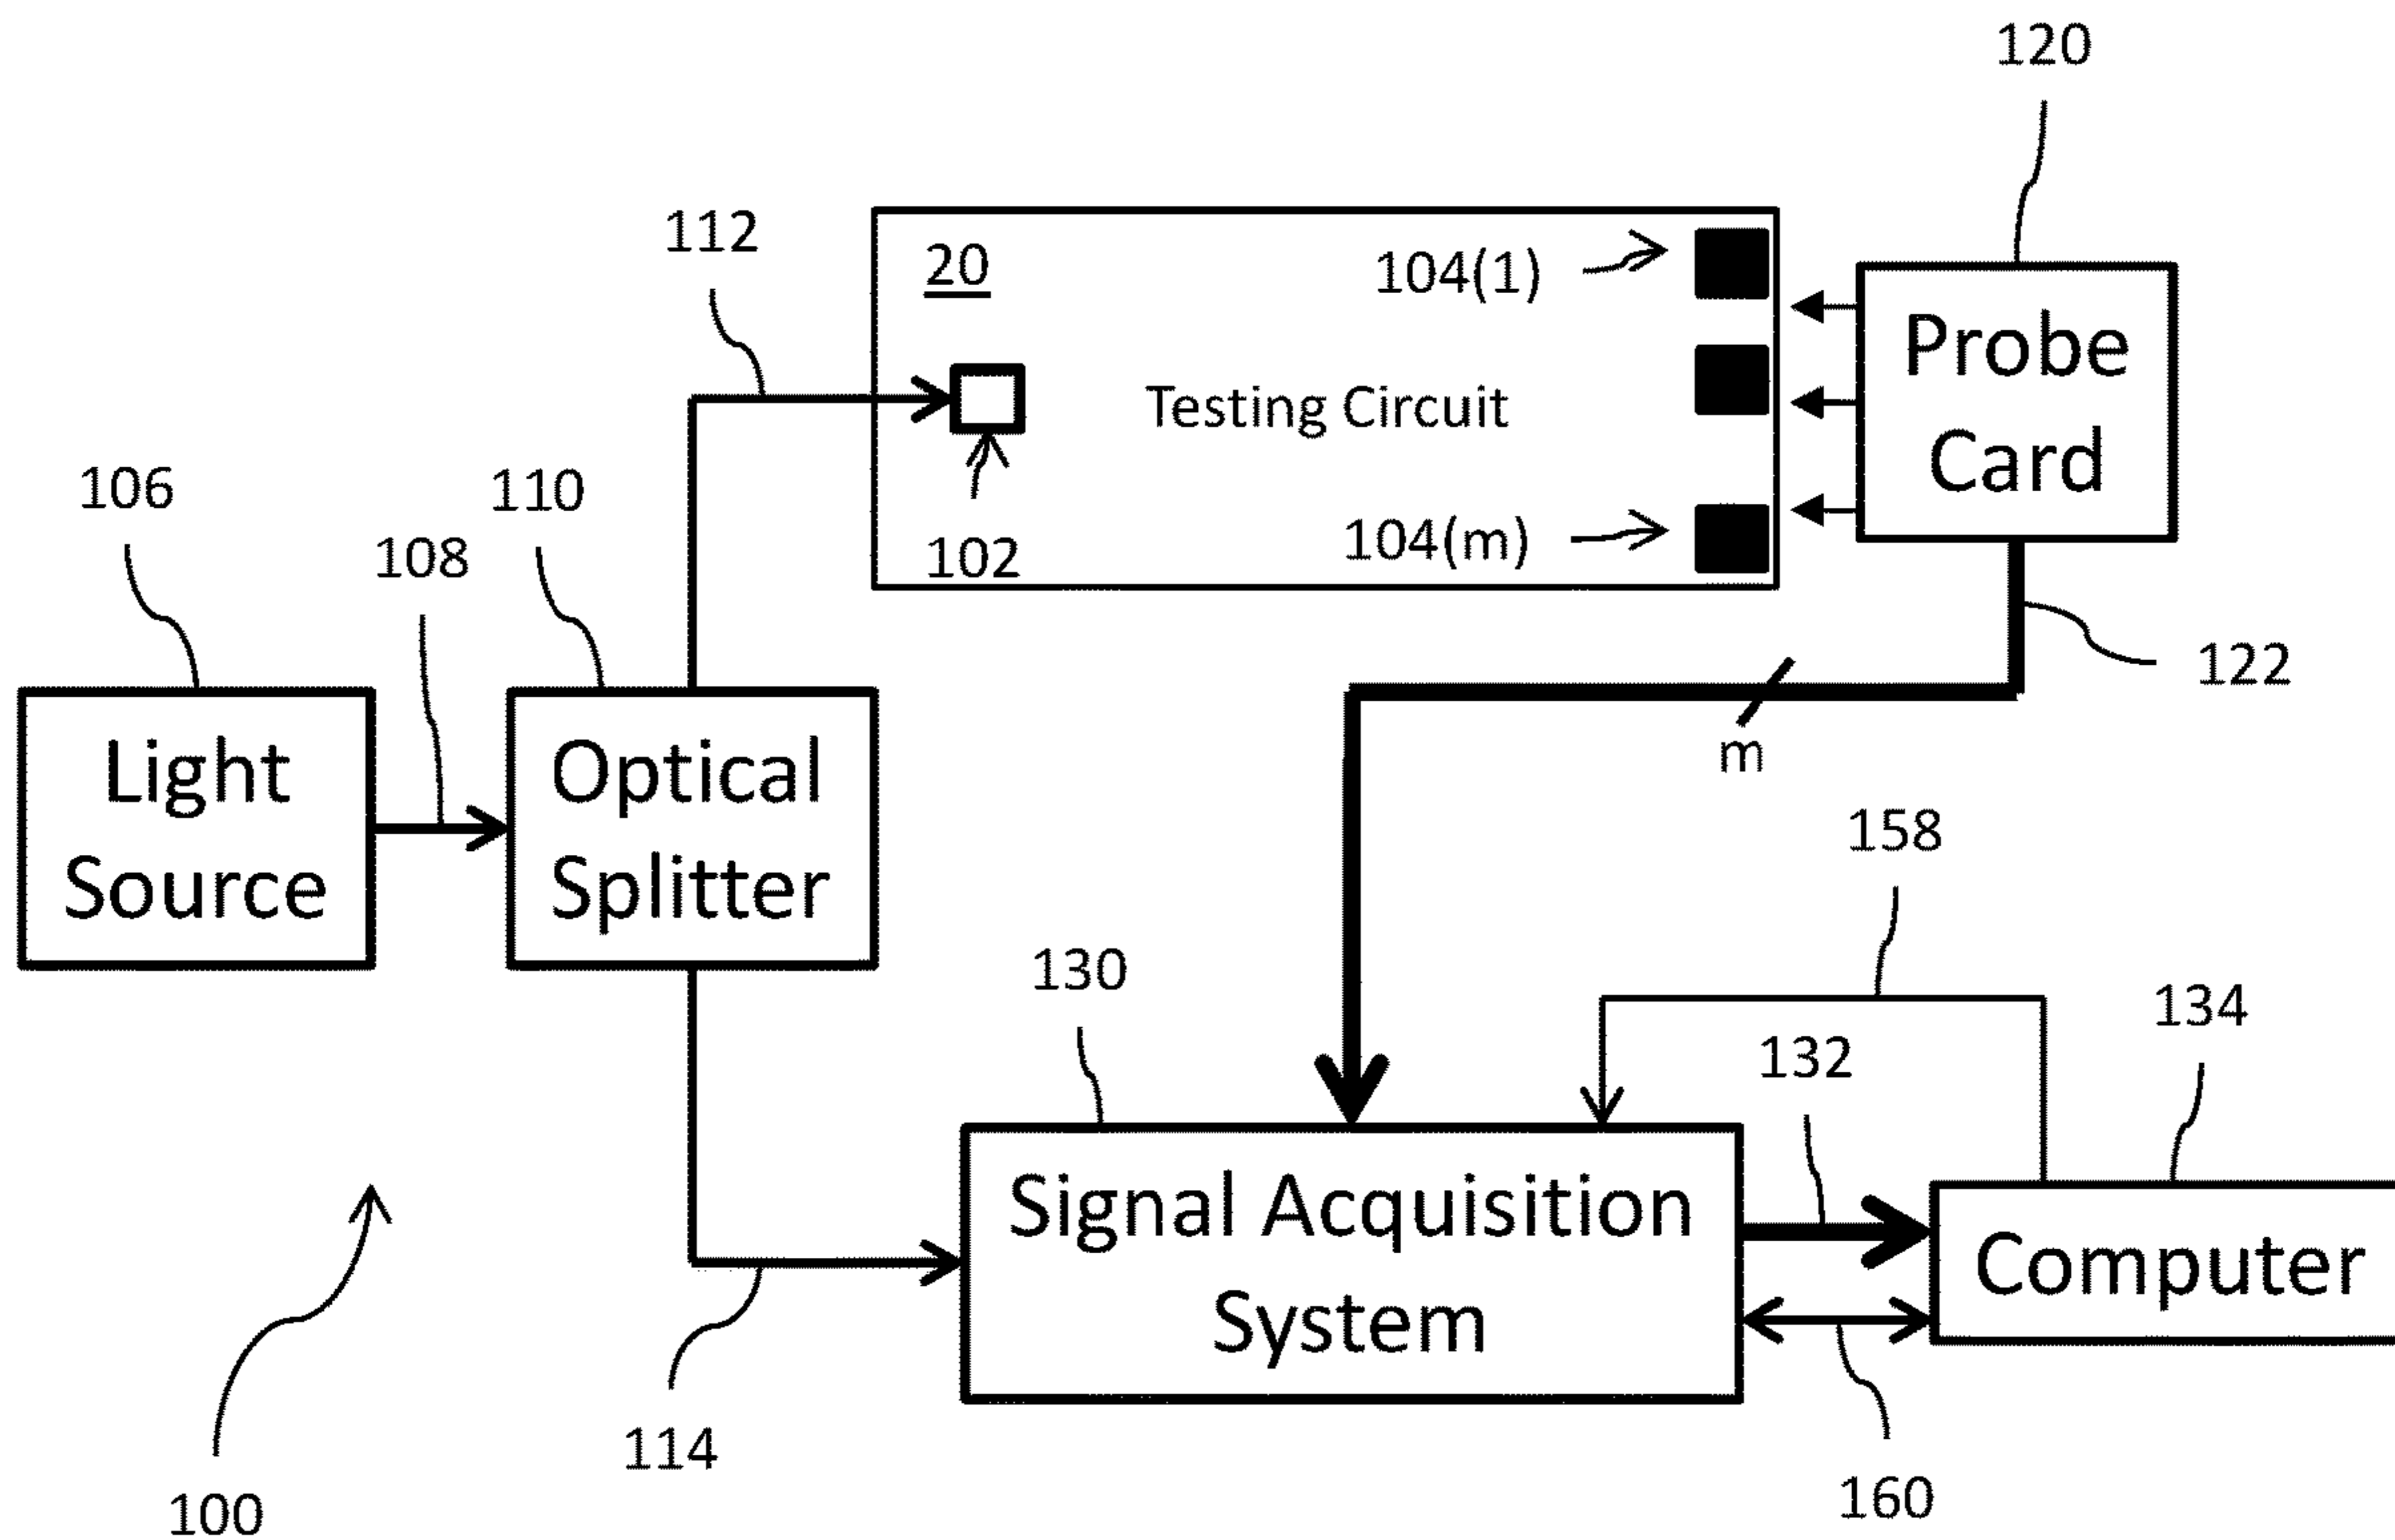 120
112
20
104(1)
Probe
Card
Testing Circuit
106
110
108
102
104(m)
122
Light
Source
Optical
Splitter
m
158
130
134
132
Signal Acquisition
System
Computer
114
160
100